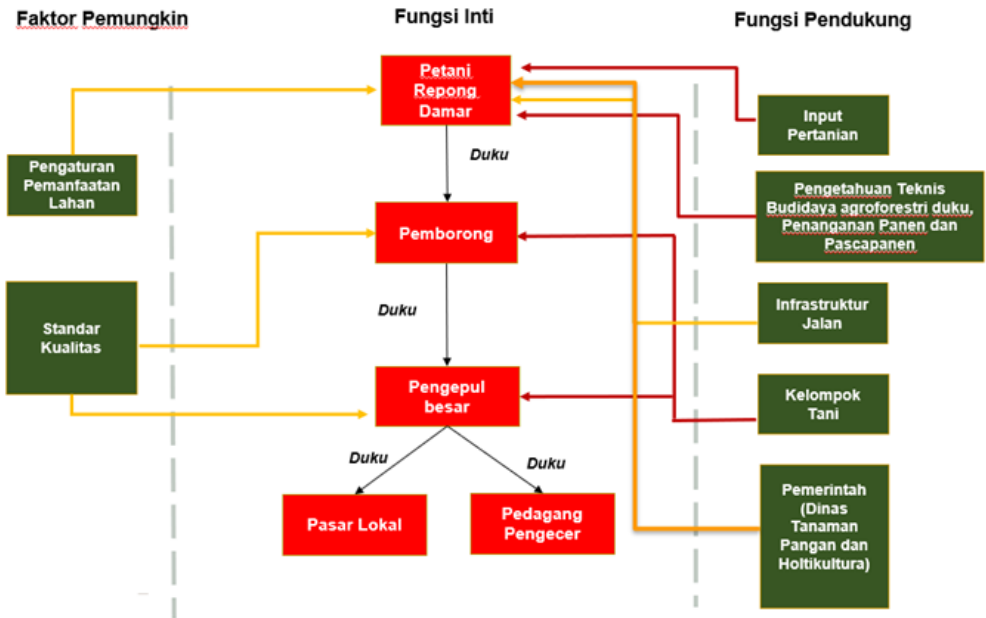 Faktor Pemungkin
Fungsi Inti
Fungsi Pendukung
Petani
Repong
Damar
Input
Pertanian
Duku
Pengaturan
Pemanfaatan
Lahan
Pengetahuan Teknis
Budidaya agroforestri duku,
Penanganan Panen dan
Pascapanen
Pemborong
Duku
Infrastruktur
Jalan
Standar
Kualitas
Pengepul
besar
Kelompok
Tani
Duku
Duku
Pasar Lokal
Pedagang
Pengecer
Pemerintah
(Dinas
Tanaman
Pangan dan
Holtikultura)